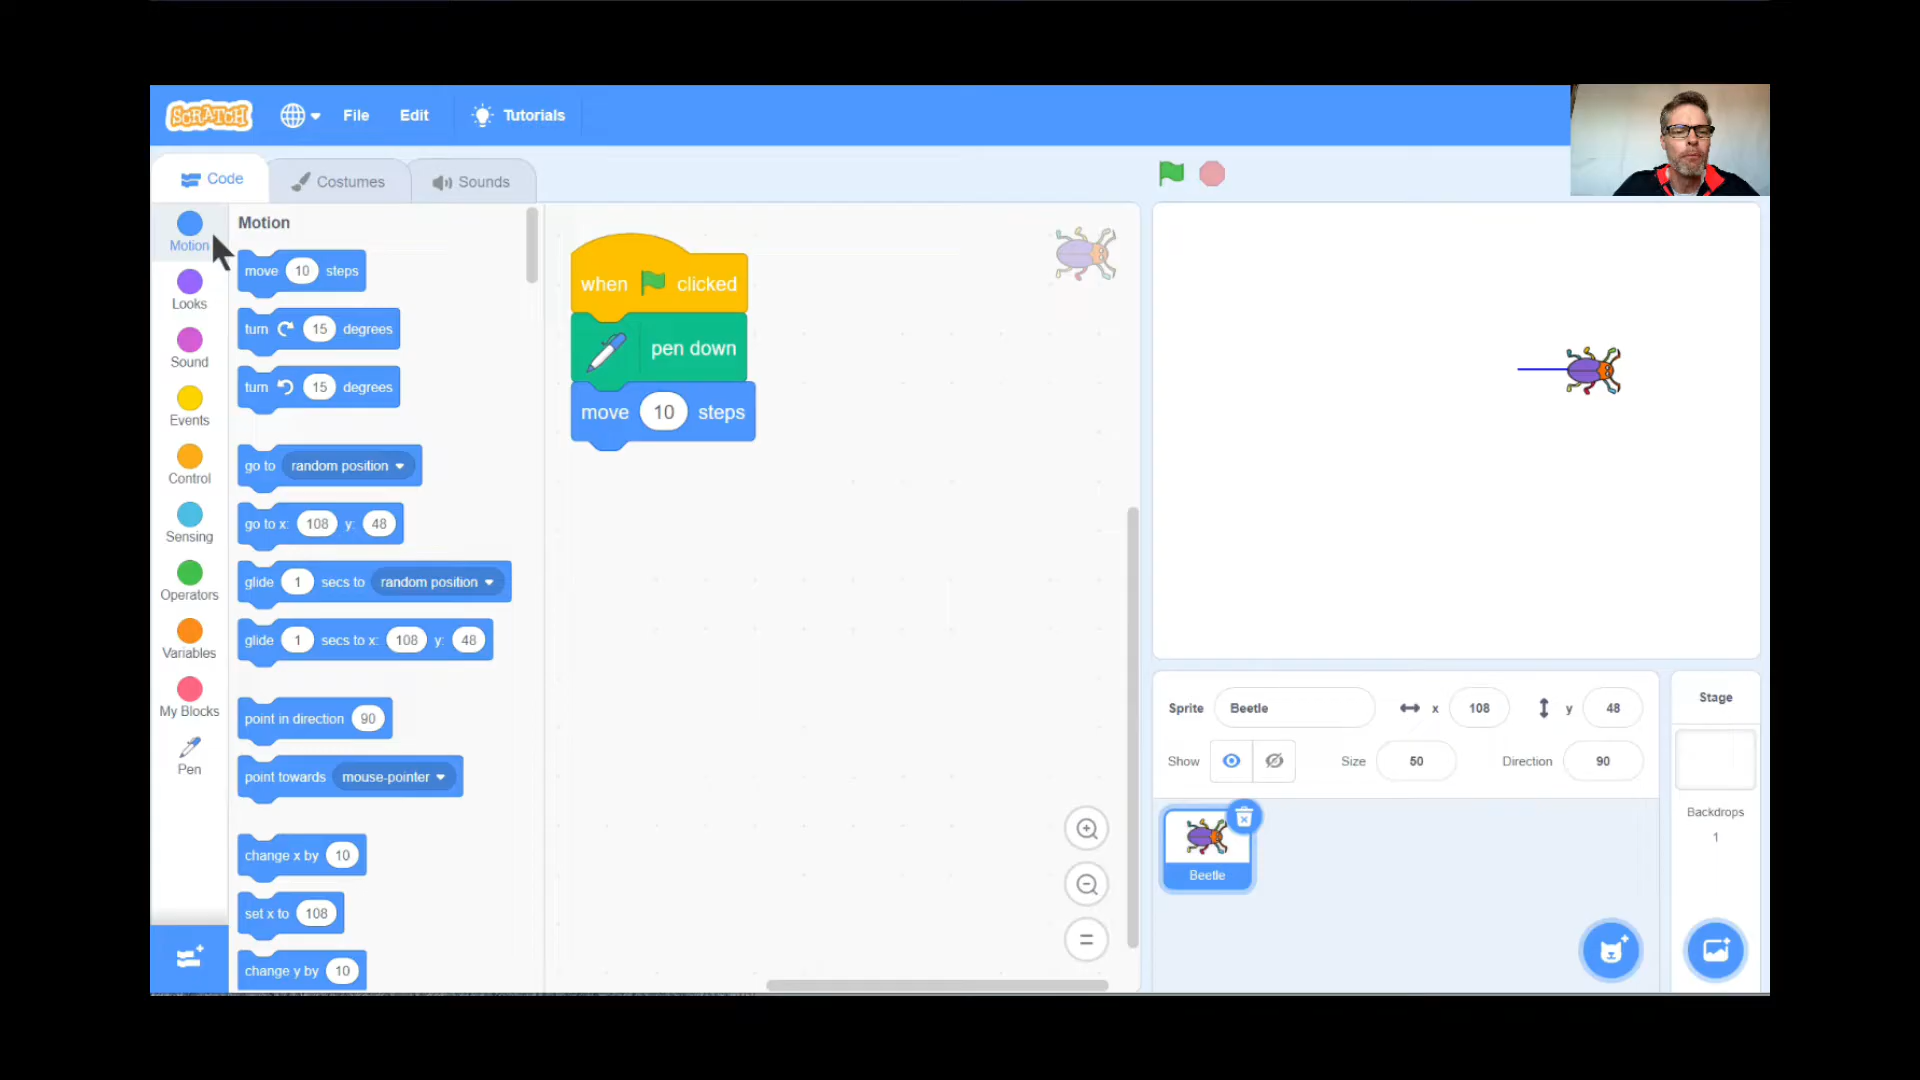 SCRATCH File Edit Tutorials
Code Costumes Sounds
Motion
Looks
Sound
Events
Control
Sensing
Operators
Variables
My Blocks
Pen
Motion
move 10 steps
turn 15 degrees
turn 15 degrees
go to random position
go to x: 108 y: 48
glide 1 secs to random position
glide 1 secs to x: 108 y: 48
point in direction 90
point towards mouse-pointer
change x by 10
set x to 108
change y by 10
when clicked
pen down
move 10 steps
Sprite Beetle x 108 y 48
Show Size 50 Direction 90
Beetle
Stage
Backdrops
1